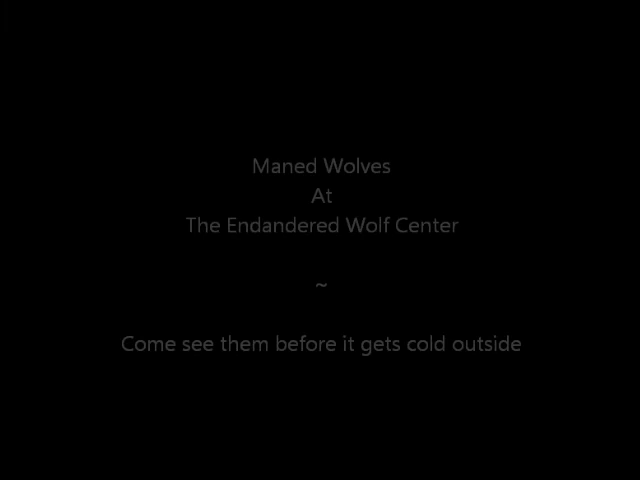 Maned Wolves
At
The Endandered Wolf Center
~
Come see them before it gets cold outside